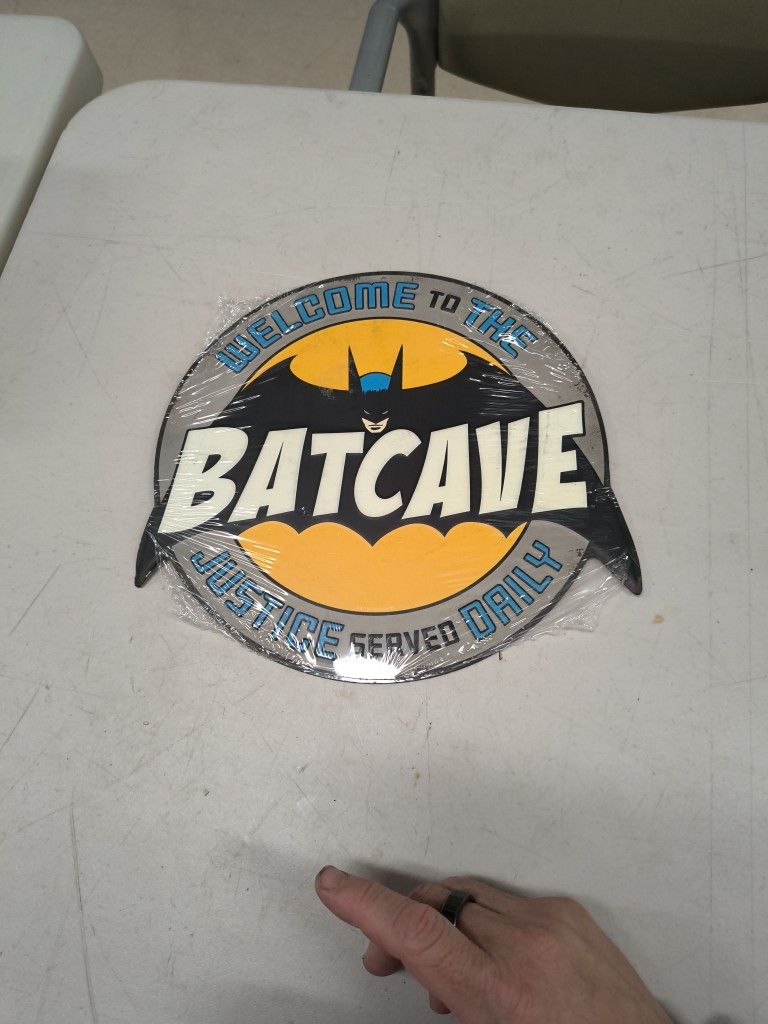 WELCOME TO THE
BATCAVE
JUSTICE SERVED DAILY